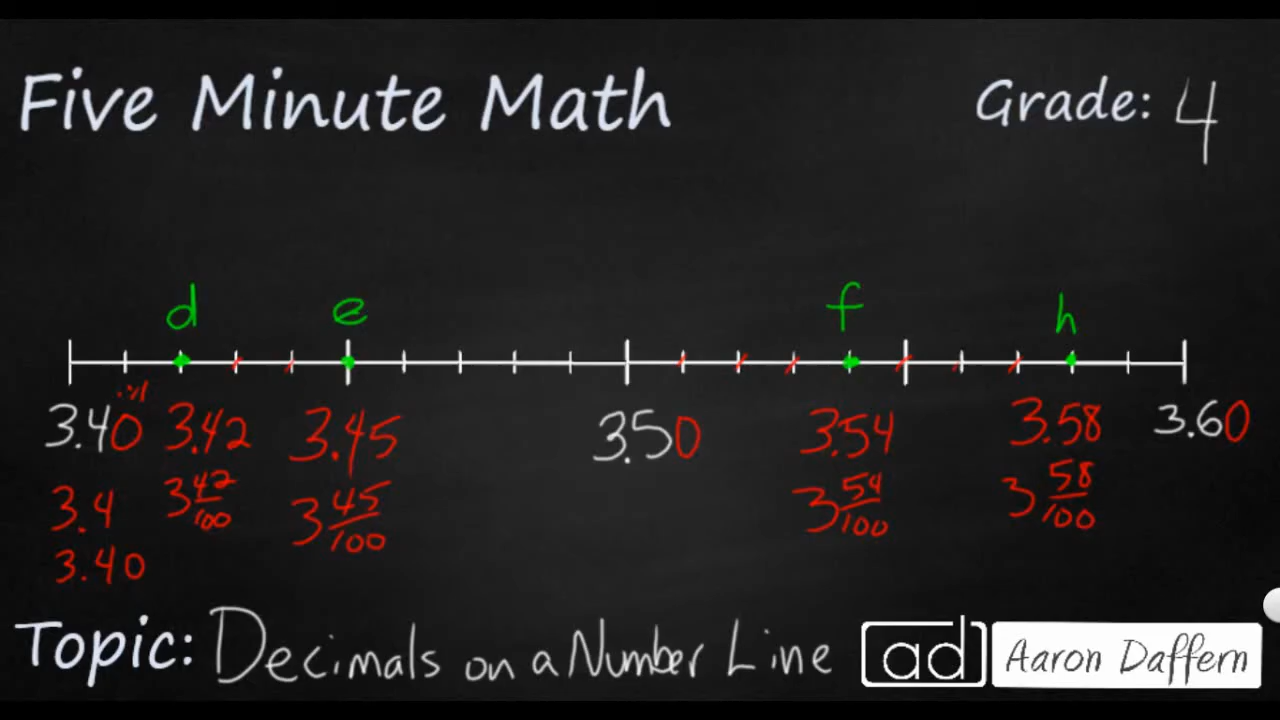 Five Minute Math
Grade: 4
d e f h
3.40 3.42 3.45 3.50 3.54 3.58 3.60
3.4 3 42/100 3 45/100 3 54/100 3 58/100
3.40
Topic: Decimals on a Number Line
ad Aaron Daffern